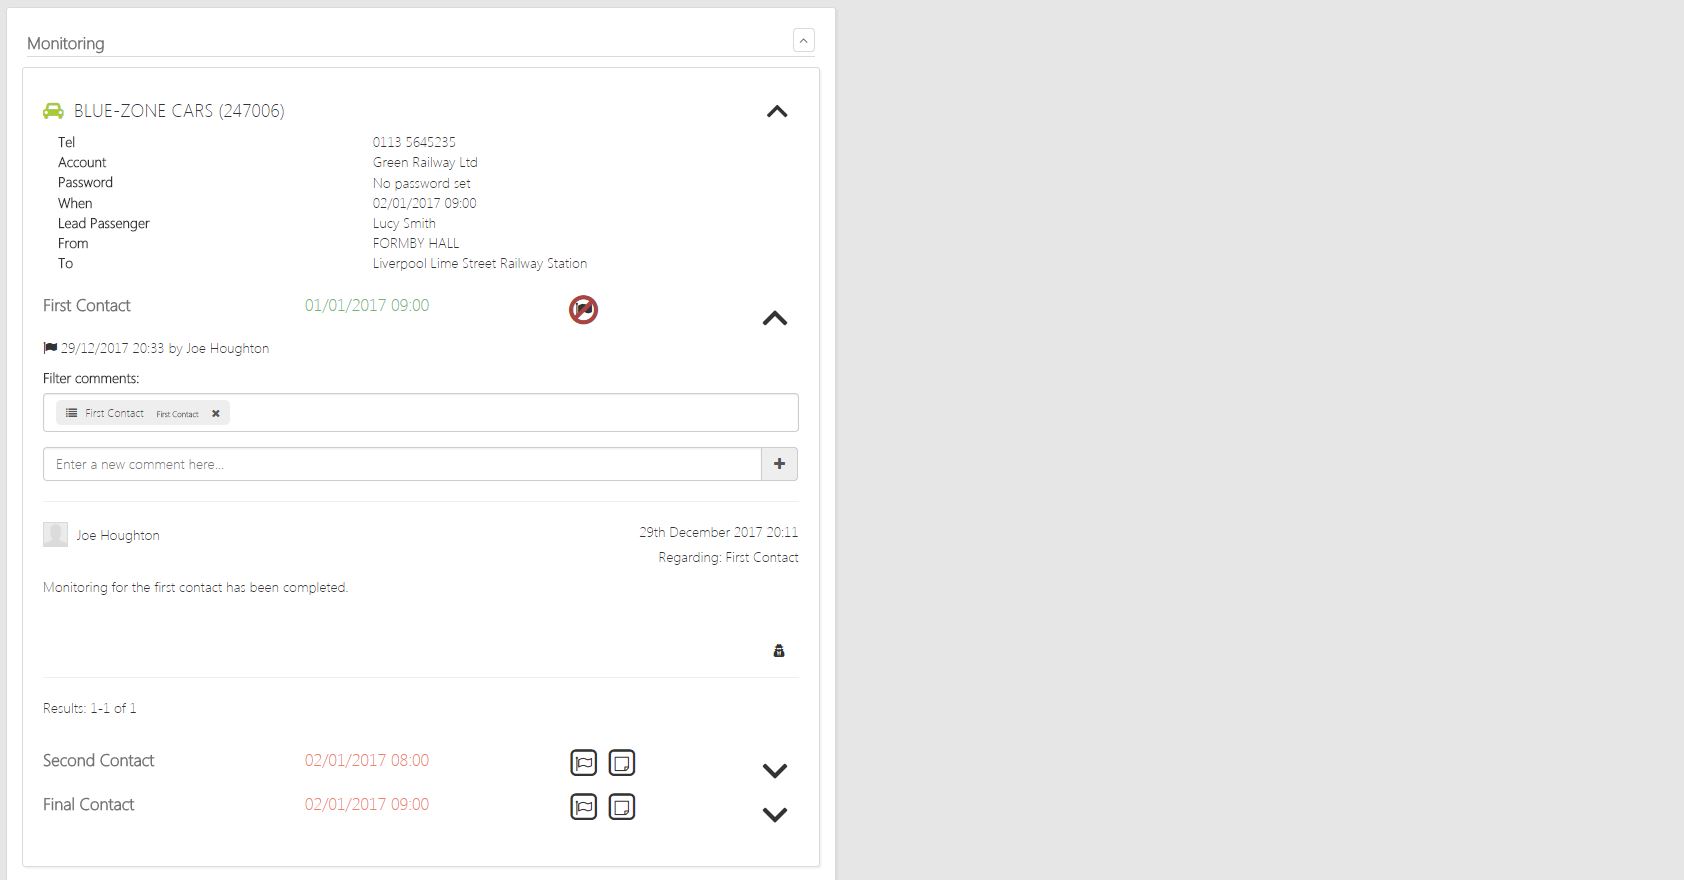 Monitoring
BLUE-ZONE CARS (247006)
Tel 0113 5645235
Account Green Railway Ltd
Password No password set
When 02/01/2017 09:00
Lead Passenger Lucy Smith
From FORMBY HALL
To Liverpool Lime Street Railway Station
First Contact 01/01/2017 09:00
29/12/2017 20:33 by Joe Houghton
Filter comments:
First Contact First Contact
Enter a new comment here...
Joe Houghton 29th December 2017 20:11
Regarding: First Contact
Monitoring for the first contact has been completed.
Results: 1-1 of 1
Second Contact 02/01/2017 08:00
Final Contact 02/01/2017 09:00